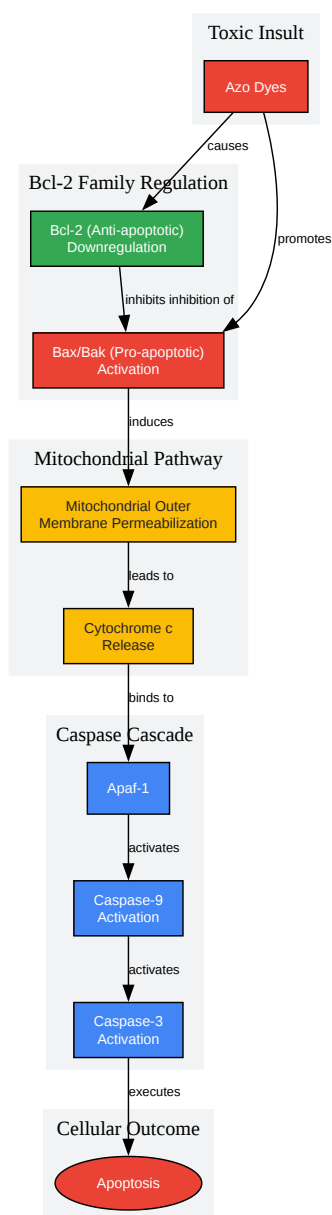 Toxic Insult
Azo Dyes
causes
Bcl-2 Family Regulation
Bcl-2 (Anti-apoptotic)
Downregulation
promotes
inhibits inhibition of
Bax/Bak (Pro-apoptotic)
Activation
induces
Mitochondrial Pathway
Mitochondrial Outer
Membrane Permeabilization
leads to
Cytochrome c
Release
binds to
Caspase Cascade
Apaf-1
activates
Caspase-9
Activation
activates
Caspase-3
Activation
executes
Cellular Outcome
Apoptosis